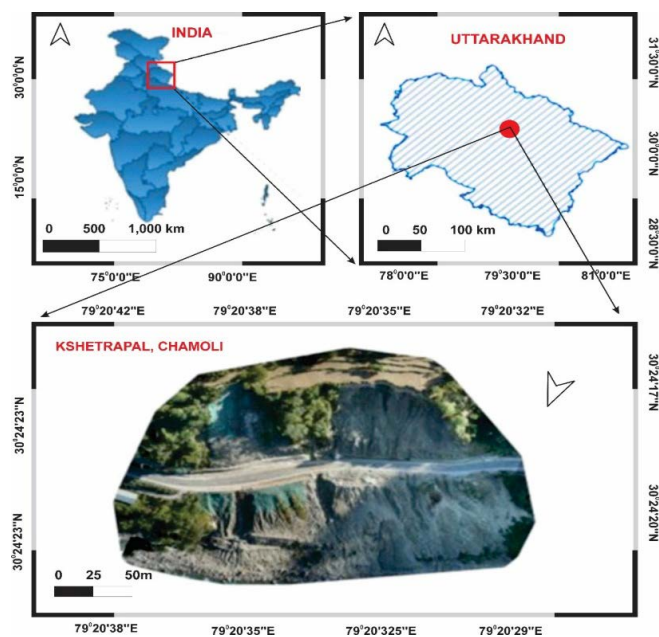 INDIA
30°0'0"N
15°0'0"N
0 500 1,000 km
75°0'0"E 90°0'0"E
UTTARAKHAND
31°30'0"N
30°0'0"N
28°30'0"N
0 50 100 km
78°0'0"E 79°30'0"E 81°0'0"E
79°20'42"E 79°20'38"E 79°20'35"E 79°20'32"E
KSHETRAPAL, CHAMOLI
30°24'23"N
30°24'23"N
30°24'17"N
30°24'20"N
0 25 50m
79°20'38"E 79°20'35"E 79°20'325"E 79°20'29"E